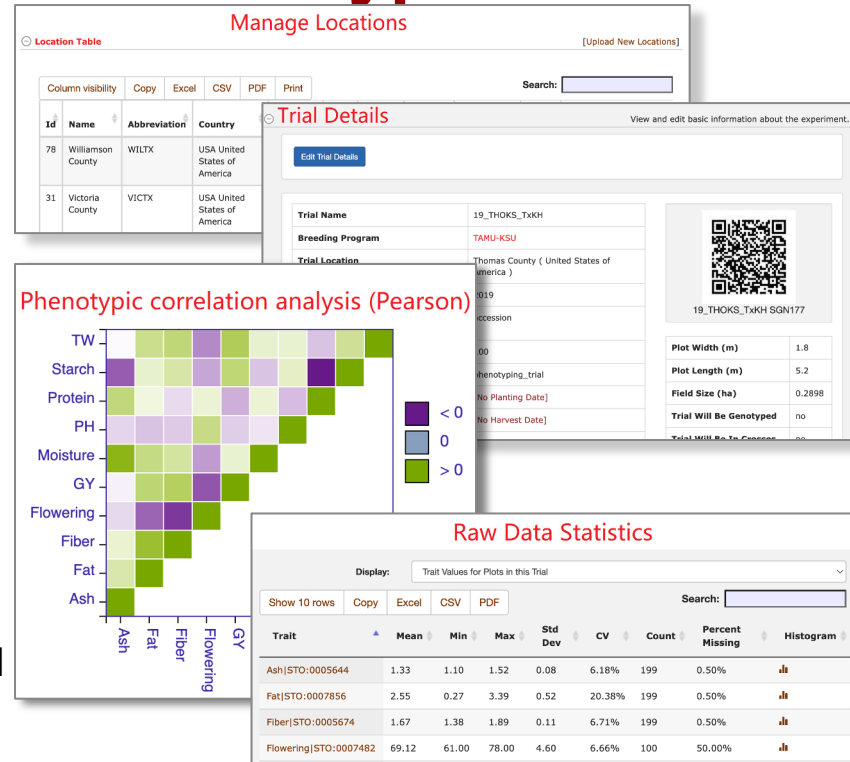 Manage Locations
Location Table
[Upload New Locations]
Column visibility Copy Excel CSV PDF Print
Search:
Id Name Abbreviation Country
78 Williamson County WILTX USA United States of America
31 Victoria County VICTX USA United States of America
Trial Details
View and edit basic information about the experiment.
Edit Trial Details
Trial Name 19_THOKS_TxKH
Breeding Program TAMU-KSU
Trial Location Thomas County ( United States of America )
2019
.00
phenotyping_trial
[No Planting Date]
[No Harvest Date]
19_THOKS_TxKH SGN177
Plot Width (m) 1.8
Plot Length (m) 5.2
Field Size (ha) 0.2898
Trial Will Be Genotyped no
Trial Will Be In Crosses no
Phenotypic correlation analysis (Pearson)
TW
Starch
Protein
PH
Moisture
GY
Flowering
Fiber
Fat
Ash
Ash
Fat
Fiber
Flowering
GY
< 0
0
> 0
Raw Data Statistics
Display: Trait Values for Plots in this Trial
Show 10 rows Copy Excel CSV PDF
Search:
Trait Mean Min Max Std Dev CV Count Percent Missing Histogram
Ash|STO:0005644 1.33 1.10 1.52 0.08 6.18% 199 0.50%
Fat|STO:0007856 2.55 0.27 3.39 0.52 20.38% 199 0.50%
Fiber|STO:0005674 1.67 1.38 1.89 0.11 6.71% 199 0.50%
Flowering|STO:0007482 69.12 61.00 78.00 4.60 6.66% 100 50.00%